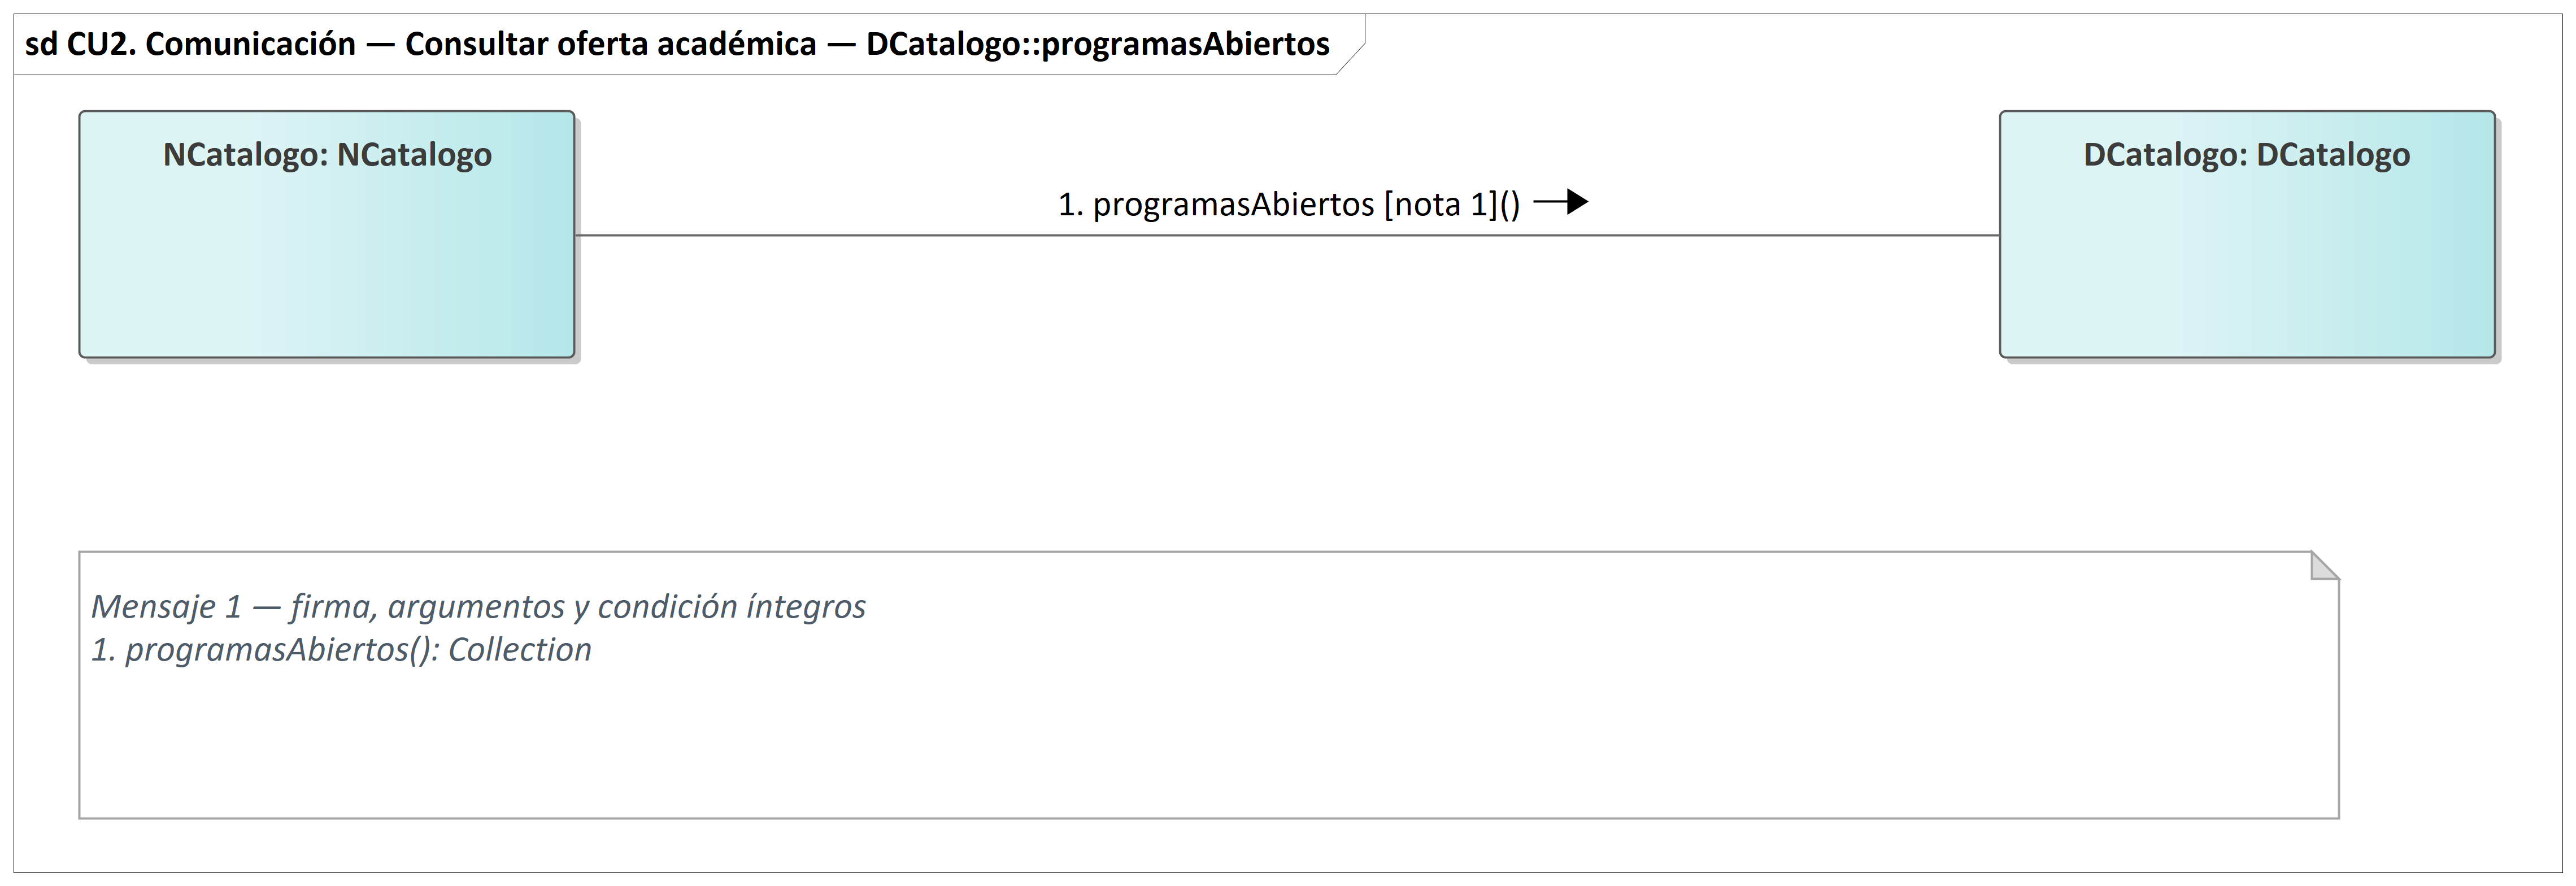 sd CU2. Comunicación — Consultar oferta académica — DCatalogo::programasAbiertos
NCatalogo: NCatalogo
DCatalogo: DCatalogo
1. programasAbiertos [nota 1]()
Mensaje 1 — firma, argumentos y condición íntegros
1. programasAbiertos(): Collection